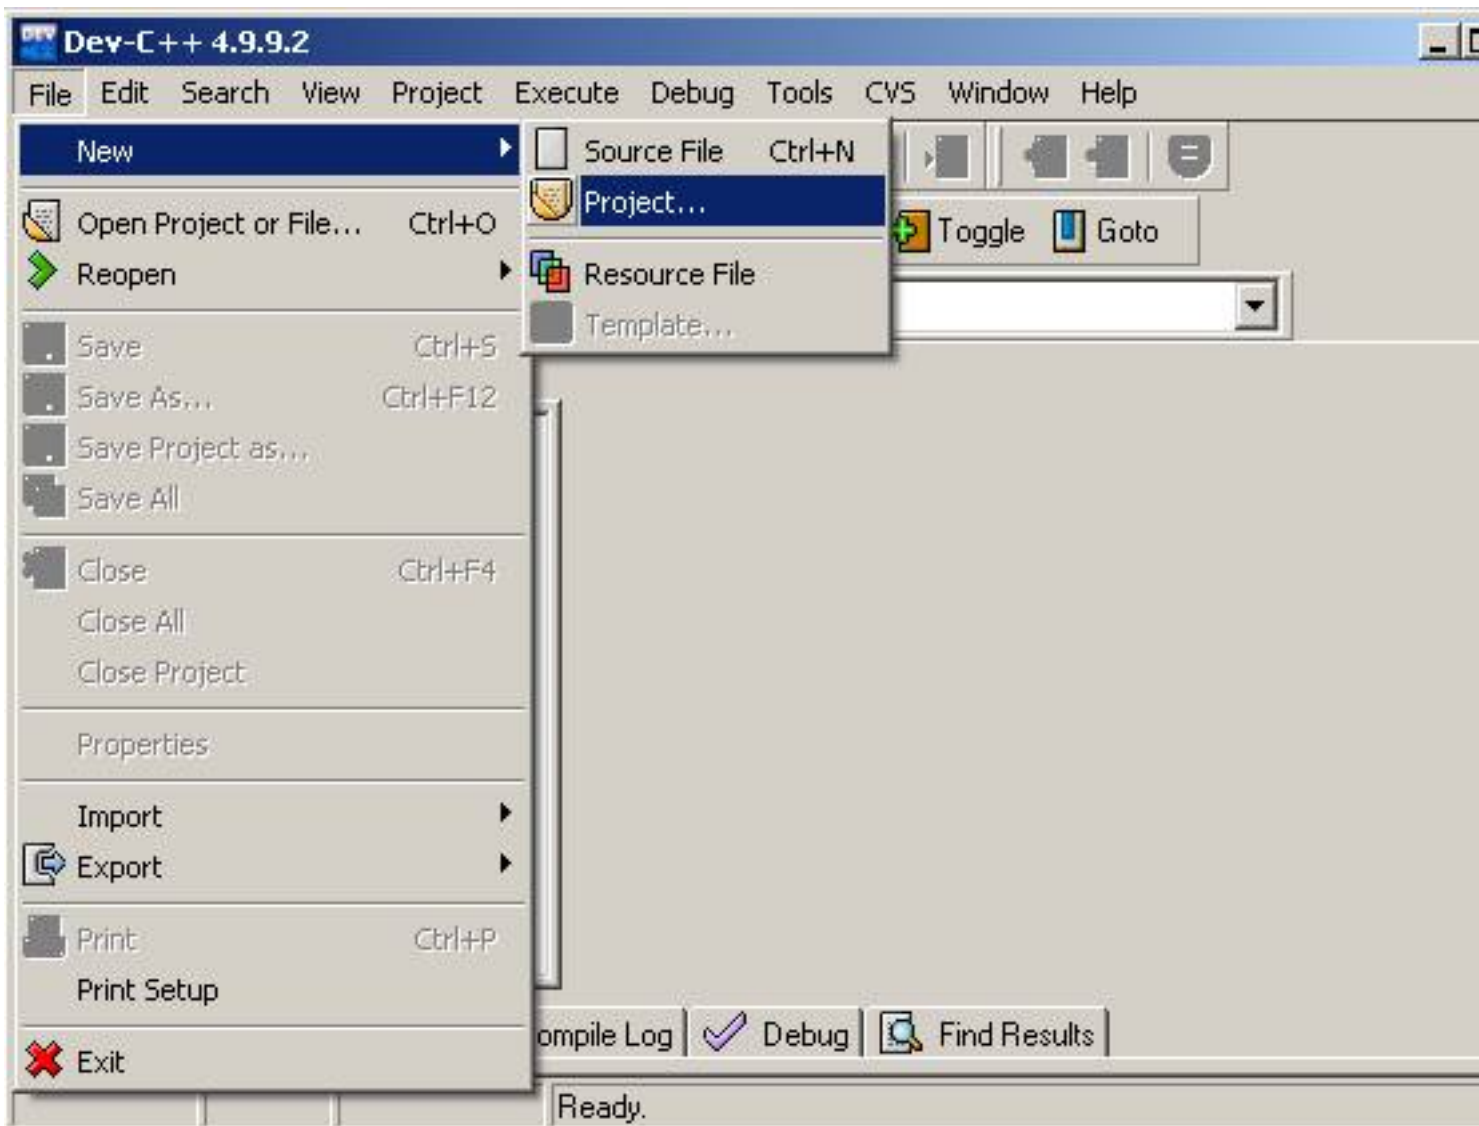 Dev-C++ 4.9.9.2
File Edit Search View Project Execute Debug Tools CVS Window Help
New
Source File Ctrl+N
Project...
Resource File
Template...
Toggle Goto
Open Project or File... Ctrl+O
Reopen
Save Ctrl+S
Save As... Ctrl+F12
Save Project as...
Save All
Close Ctrl+F4
Close All
Close Project
Properties
Import
Export
Print Ctrl+P
Print Setup
Exit
ompile Log Debug Find Results
Ready.